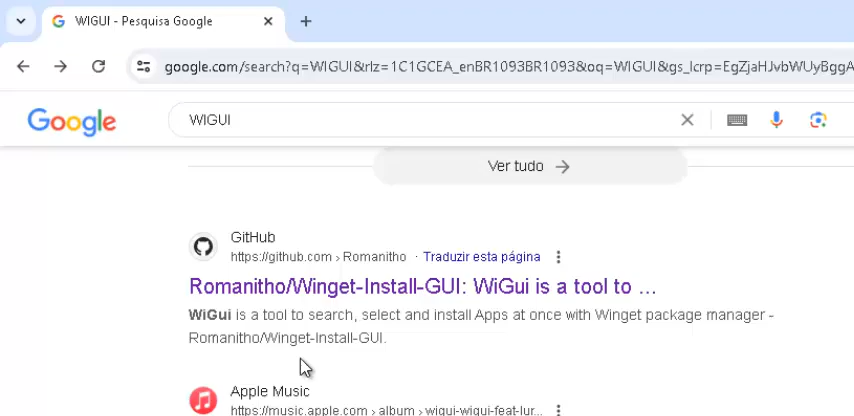 WIGUI - Pesquisa Google
google.com/search?q=WIGUI&rlz=1C1GCEA_enBR1093BR1093&oq=WIGUI&gs_lcrp=EgZjaHJvbWUyBggA
Google
WIGUI
Ver tudo
GitHub
https://github.com › Romanitho · Traduzir esta página
Romanitho/Winget-Install-GUI: WiGui is a tool to ...
WiGui is a tool to search, select and install Apps at once with Winget package manager -
Romanitho/Winget-Install-GUI.
Apple Music
https://music.apple.com › album › wigui-wigui-feat-lur...